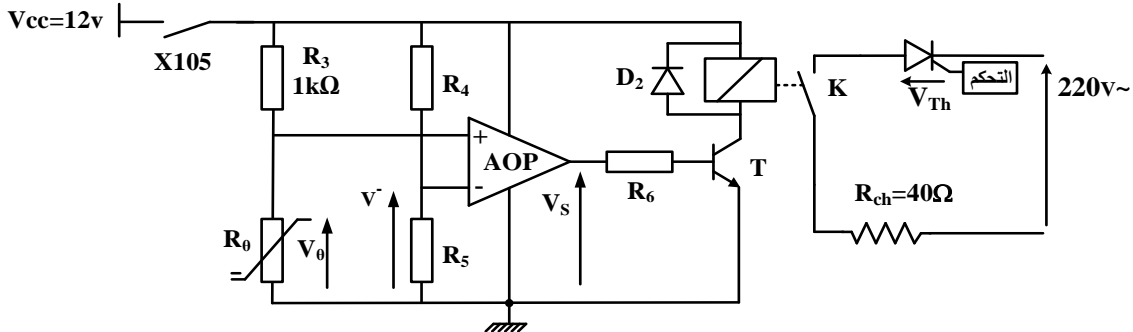 Vcc=12v
X105
R3
1kΩ
R4
D2
K
VTh
التحكم
220v~
+
AOP
-
V-
VS
R6
T
Rch=40Ω
Rθ
Vθ
R5